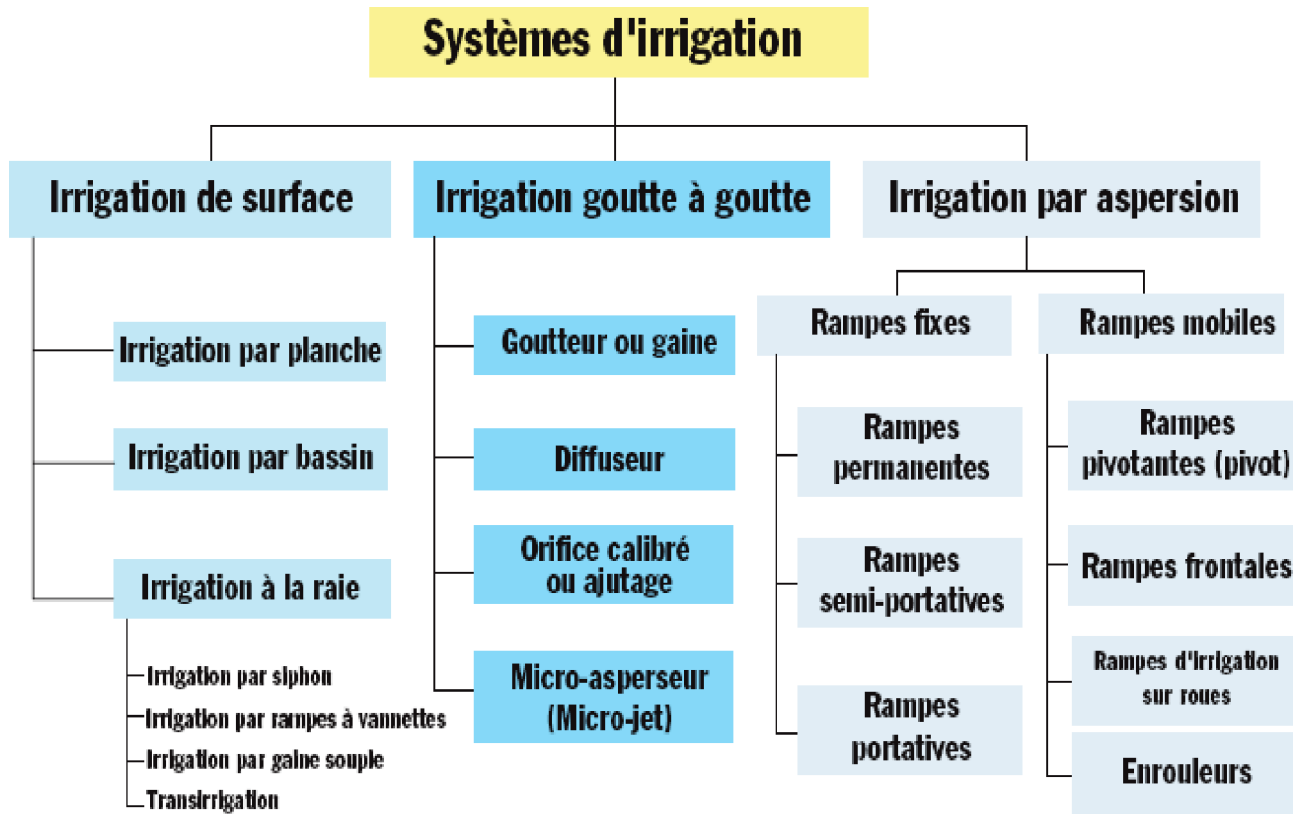 Systèmes d'irrigation
Irrigation de surface
Irrigation par planche
Irrigation par bassin
Irrigation à la raie
Irrigation par siphon
Irrigation par rampes à vannettes
Irrigation par gaine souple
Transirrigation
Irrigation goutte à goutte
Goutteur ou gaine
Diffuseur
Orifice calibré
ou ajutage
Micro-asperseur
(Micro-jet)
Irrigation par aspersion
Rampes fixes
Rampes
permanentes
Rampes
semi-portatives
Rampes
portatives
Rampes mobiles
Rampes
pivotantes (pivot)
Rampes frontales
Rampes d'irrigation
sur roues
Enrouleurs